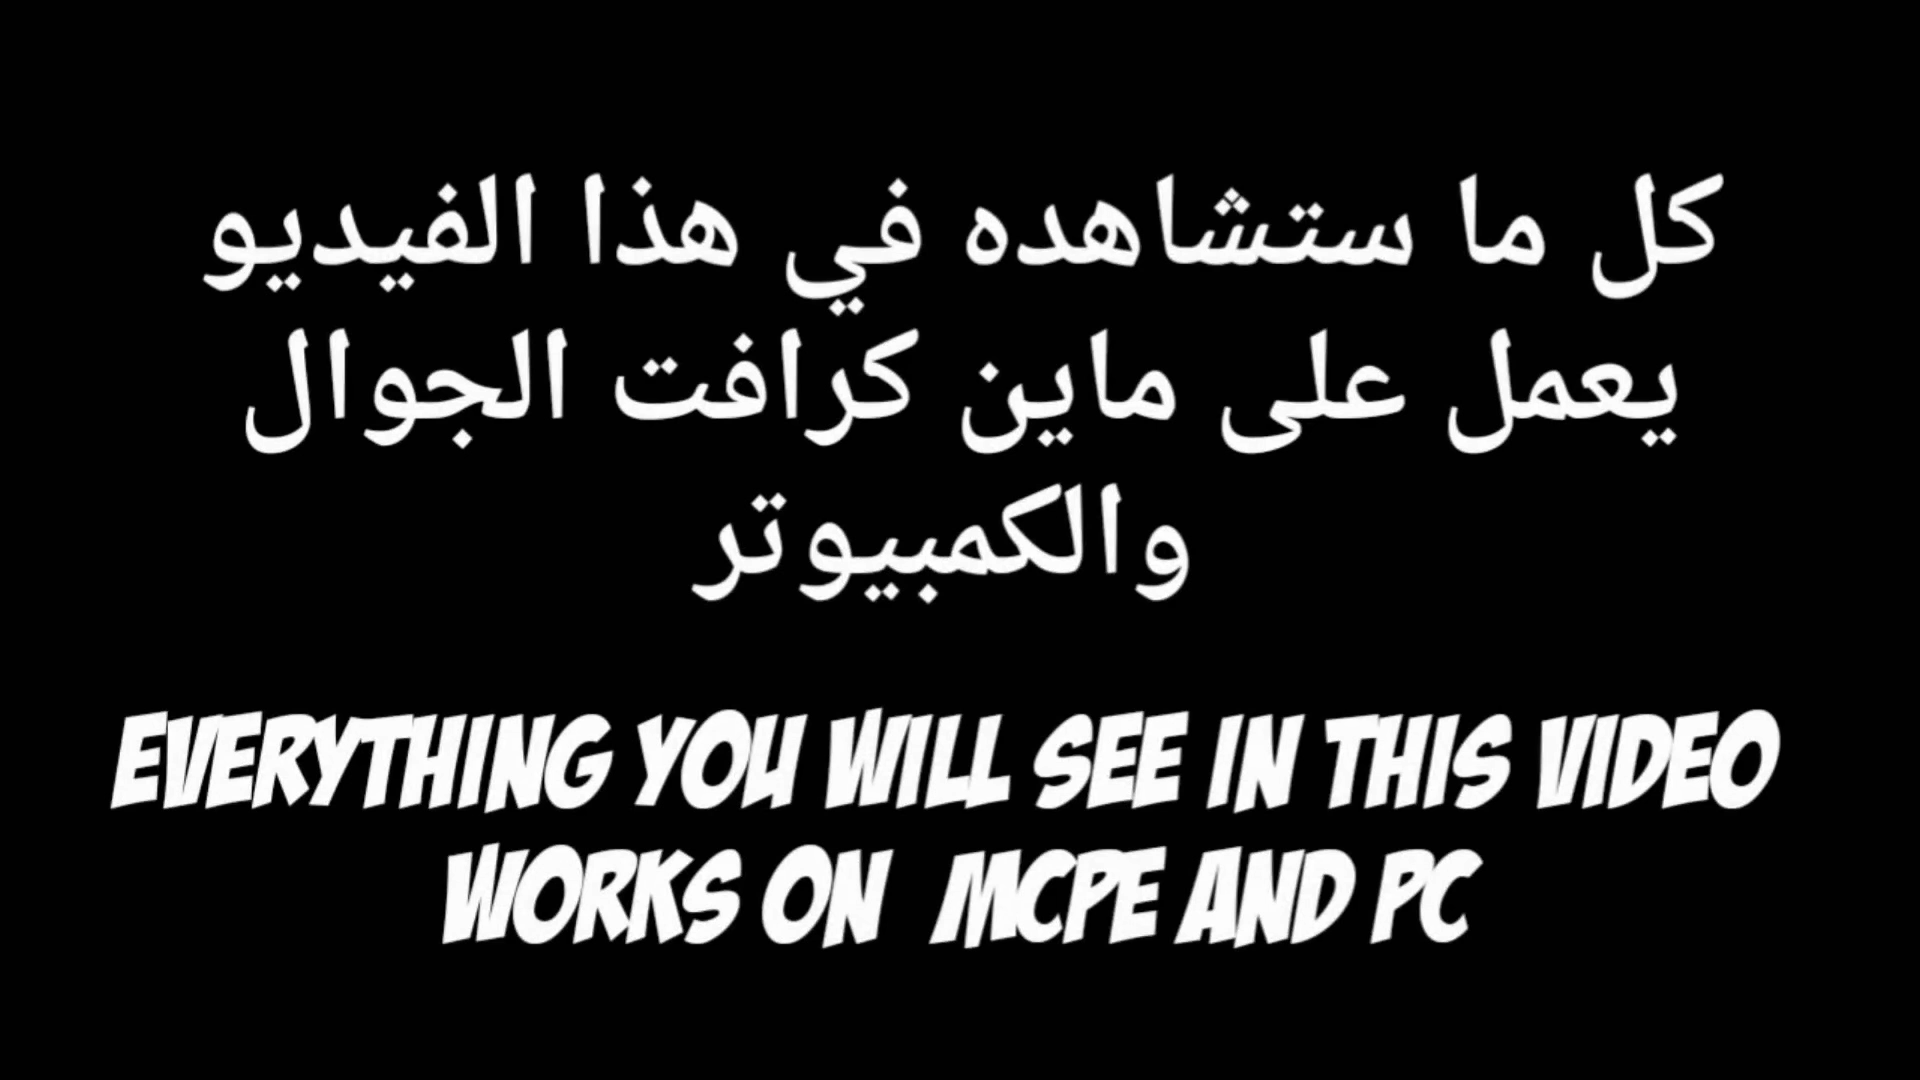 كل ما ستشاهده في هذا الفيديو
يعمل على ماين كرافت الجوال
والكمبيوتر
EVERYTHING YOU WILL SEE IN THIS VIDEO
WORKS ON MCPE AND PC